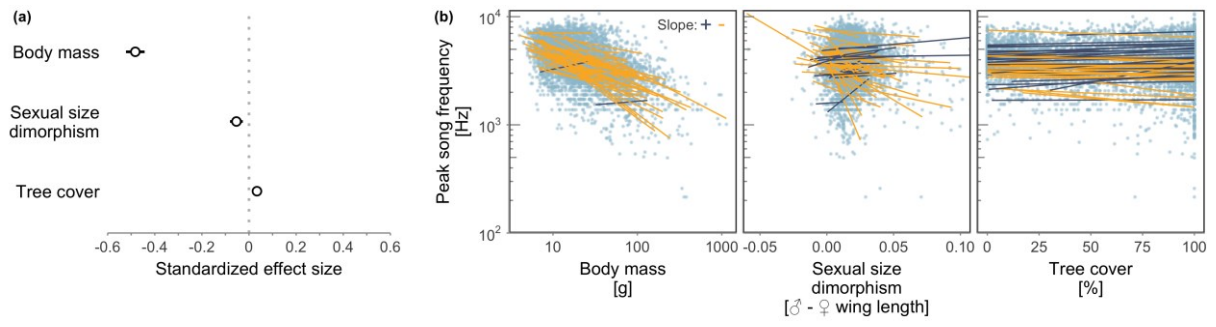 (a)
Body mass
Sexual size
dimorphism
Tree cover
-0.6 -0.4 -0.2 0 0.2 0.4 0.6
Standardized effect size
(b)
Slope: + -
Peak song frequency
[Hz]
10^4
10^3
10^2
10 100 1000
Body mass
[g]
-0.05 0.00 0.05 0.10
Sexual size
dimorphism
[♂ - ♀ wing length]
0 25 50 75 100
Tree cover
[%]